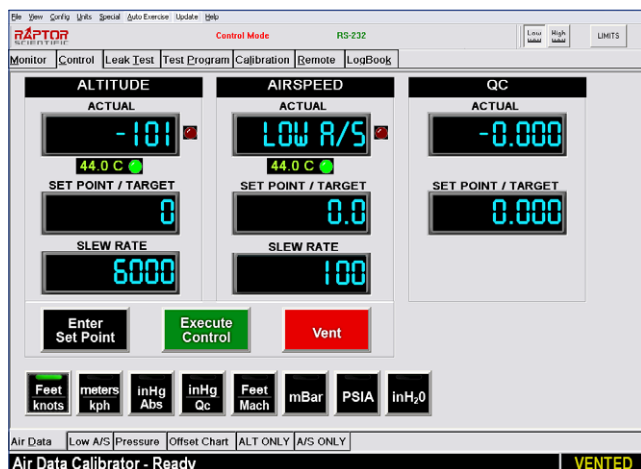 File View Config Units Special Auto Exercise Update Help
RAPTOR
SCIENTIFIC
Control Mode RS-232 Low High LIMITS
Monitor Control Leak Test Test Program Calibration Remote LogBook
ALTITUDE AIRSPEED QC
ACTUAL ACTUAL ACTUAL
-101 LOW A/S -0.000
44.0 C 44.0 C
SET POINT / TARGET SET POINT / TARGET SET POINT / TARGET
0 0.0 0.000
SLEW RATE SLEW RATE
6000 100
Enter Execute
Set Point Control Vent
Feet meters inHg inHg Feet mBar PSIA inH20
knots kph Abs Qc Mach
Air Data Low A/S Pressure Offset Chart ALT ONLY A/S ONLY
Air Data Calibrator - Ready VENTED